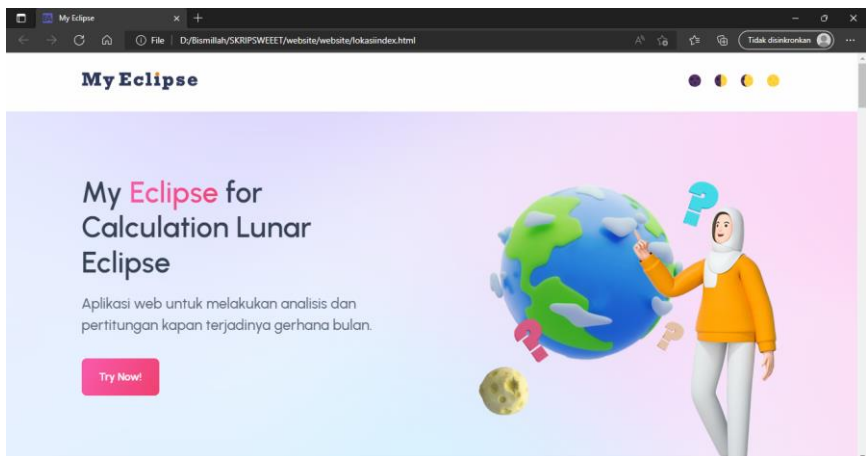 My Eclipse
File
D:/Bismillah/SKRIPSWEEET/website/website/lokasiindex.html
Tidak disinkronkan
My Eclipse
My Eclipse for
Calculation Lunar
Eclipse
Aplikasi web untuk melakukan analisis dan
pertitungan kapan terjadinya gerhana bulan.
Try Now!